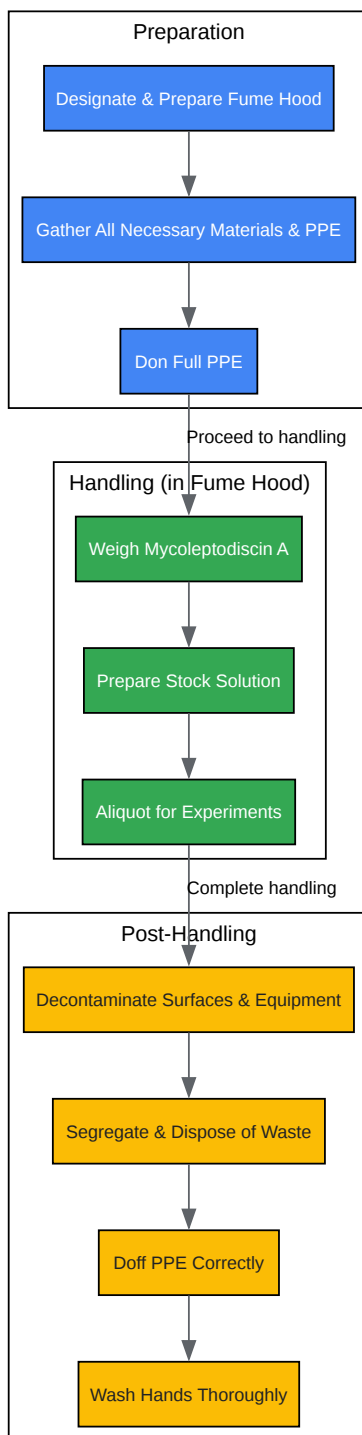 Preparation
Designate & Prepare Fume Hood
Gather All Necessary Materials & PPE
Don Full PPE
Proceed to handling
Handling (in Fume Hood)
Weigh Mycoleptodiscin A
Prepare Stock Solution
Aliquot for Experiments
Complete handling
Post-Handling
Decontaminate Surfaces & Equipment
Segregate & Dispose of Waste
Doff PPE Correctly
Wash Hands Thoroughly